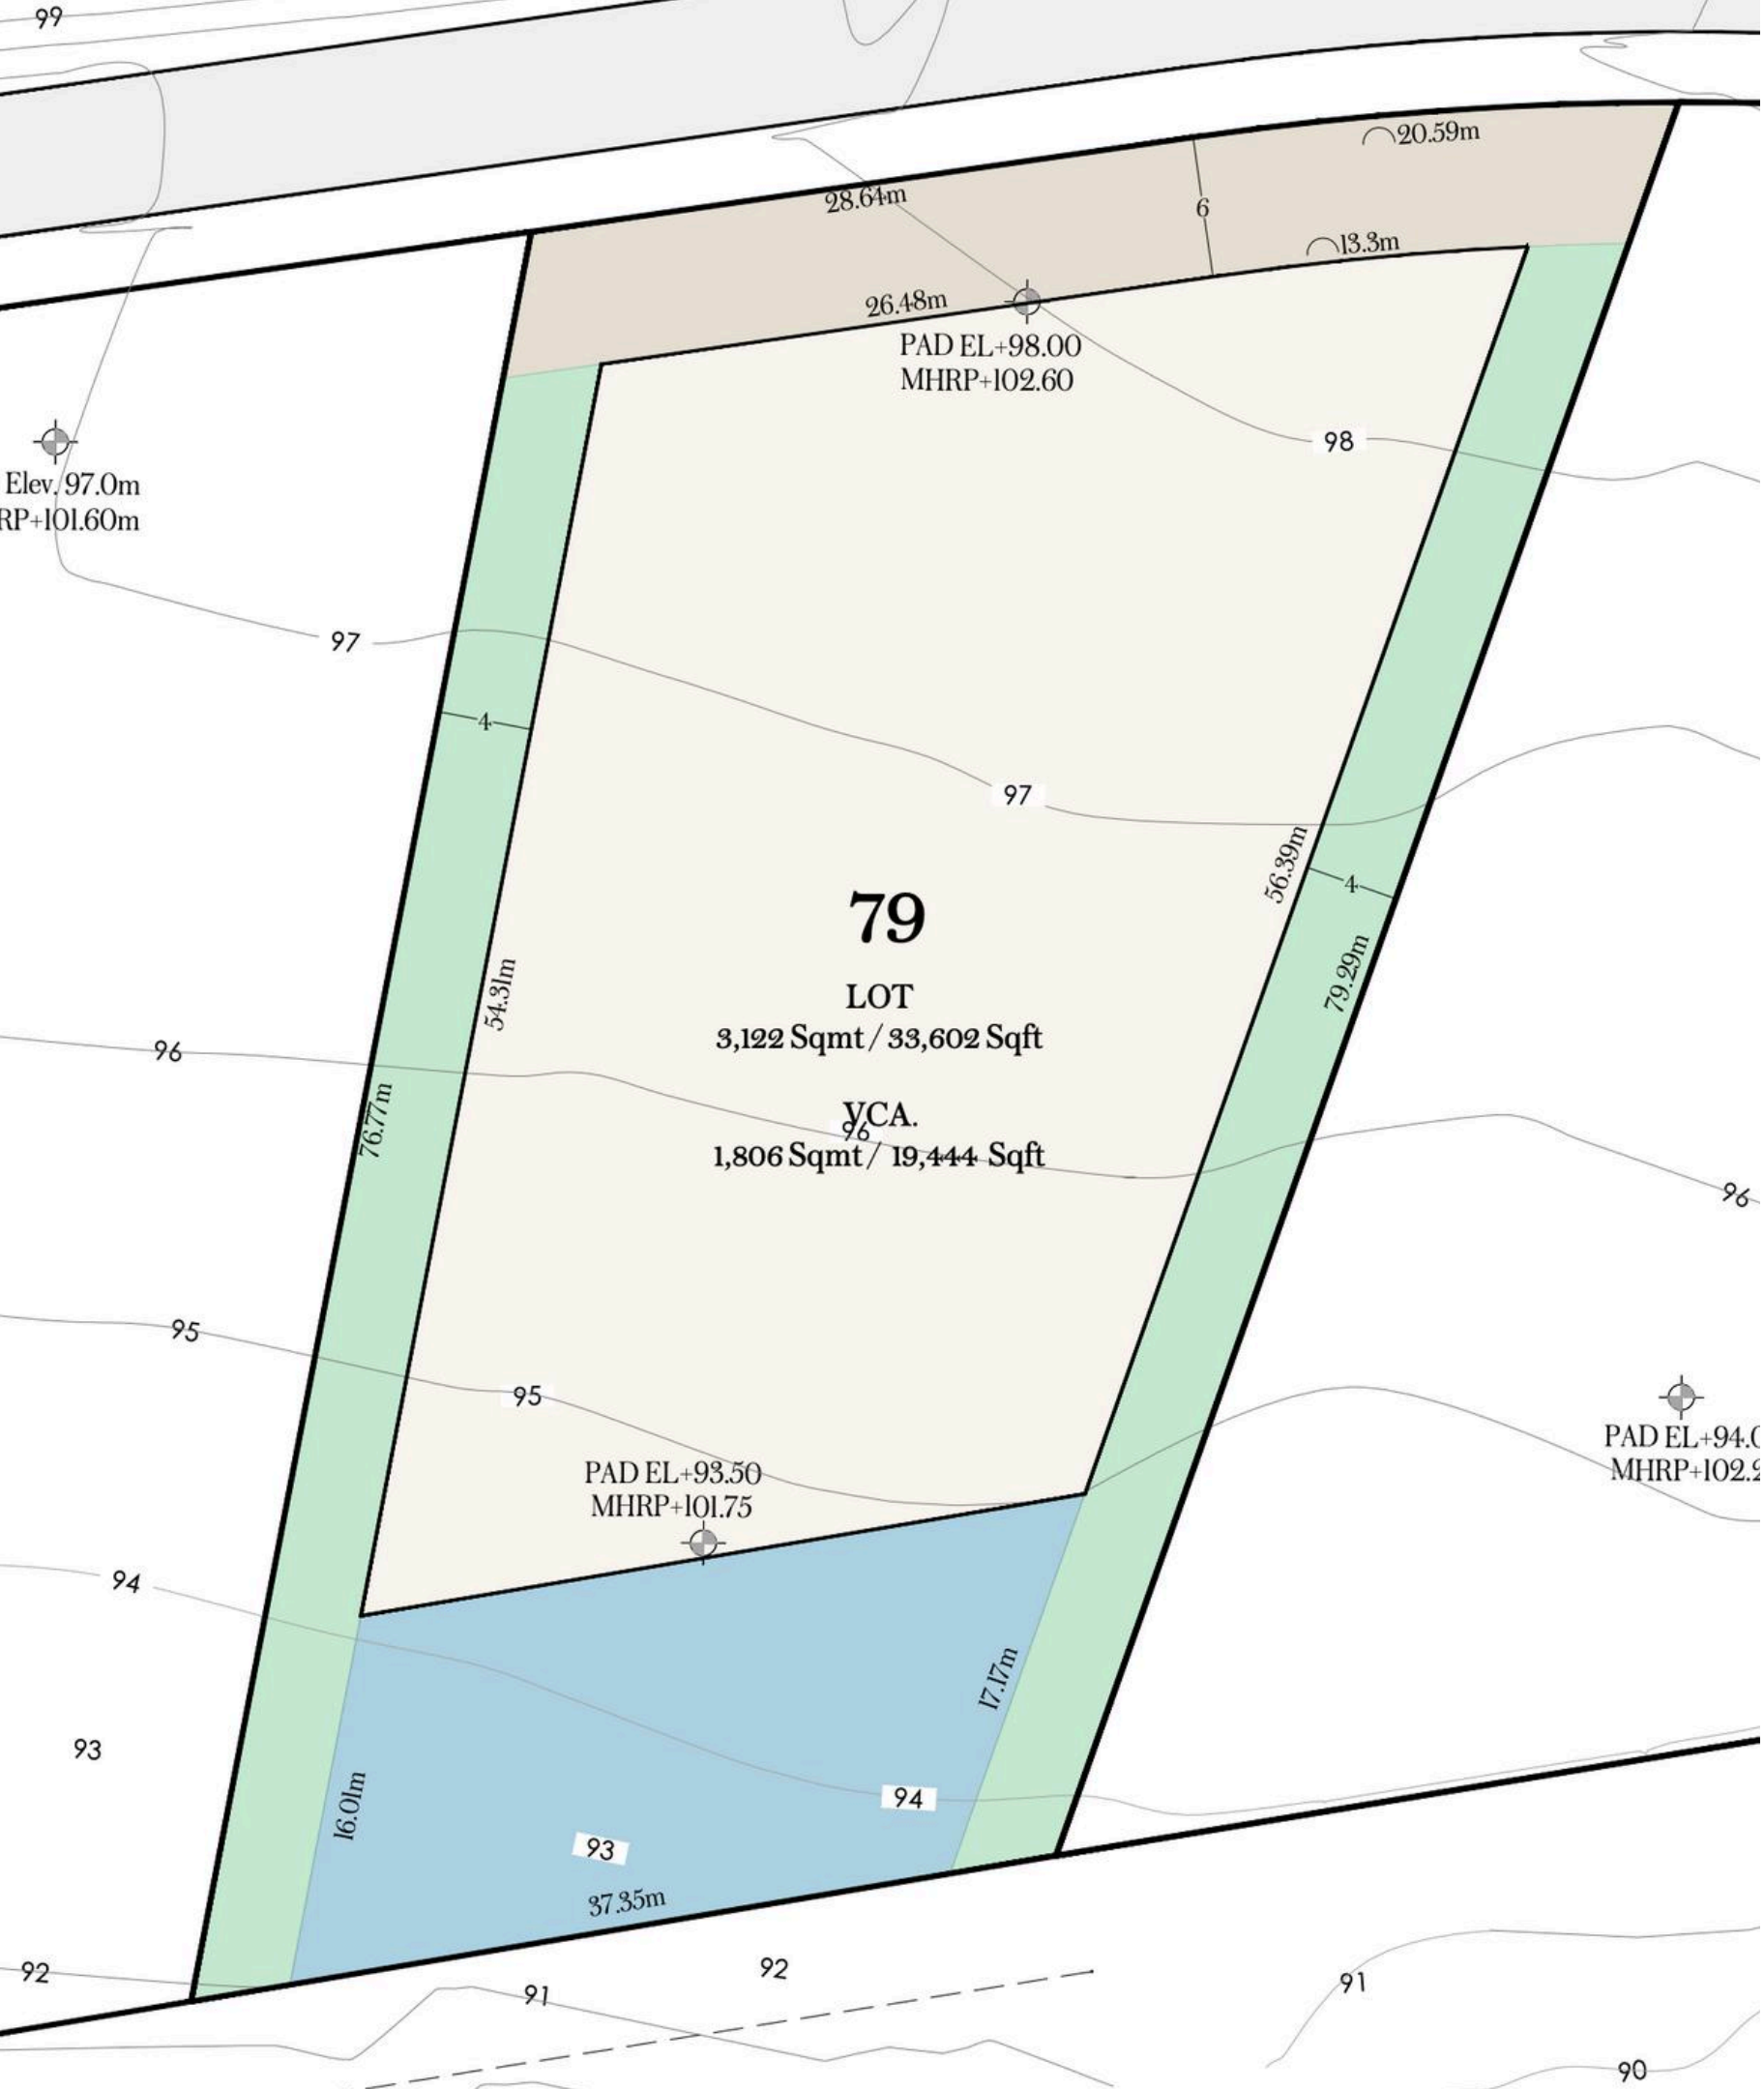 99
20.59m
28.64m
6
13.3m
26.48m
PAD EL+98.00
MHRP+102.60
98
Elev. 97.0m
RP+101.60m
97
4
97
56.39m
4
79
79.29m
54.31m
LOT
3,122 Sqmt / 33,602 Sqft
96
76.77m
VCA.
96
1,806 Sqmt / 19,444 Sqft
96
95
95
PAD EL+94.0
MHRP+102.2
PAD EL+93.50
MHRP+101.75
94
17.17m
93
94
16.01m
93
37.35m
92
92
91
91
90